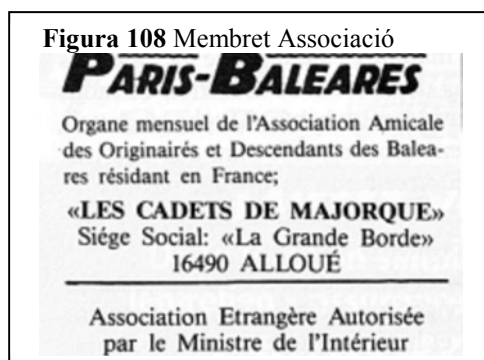 Figura 108 Membret Associació
PARIS-BALEARES
Organe mensuel de l'Association Amicale
des Originairés et Descendants des Balea-
res résidant en France;
«LES CADETS DE MAJORQUE»
Siége Social: «La Grande Borde»
16490 ALLOUÉ
Association Etrangère Autorisée
par le Ministre de l'Intérieur